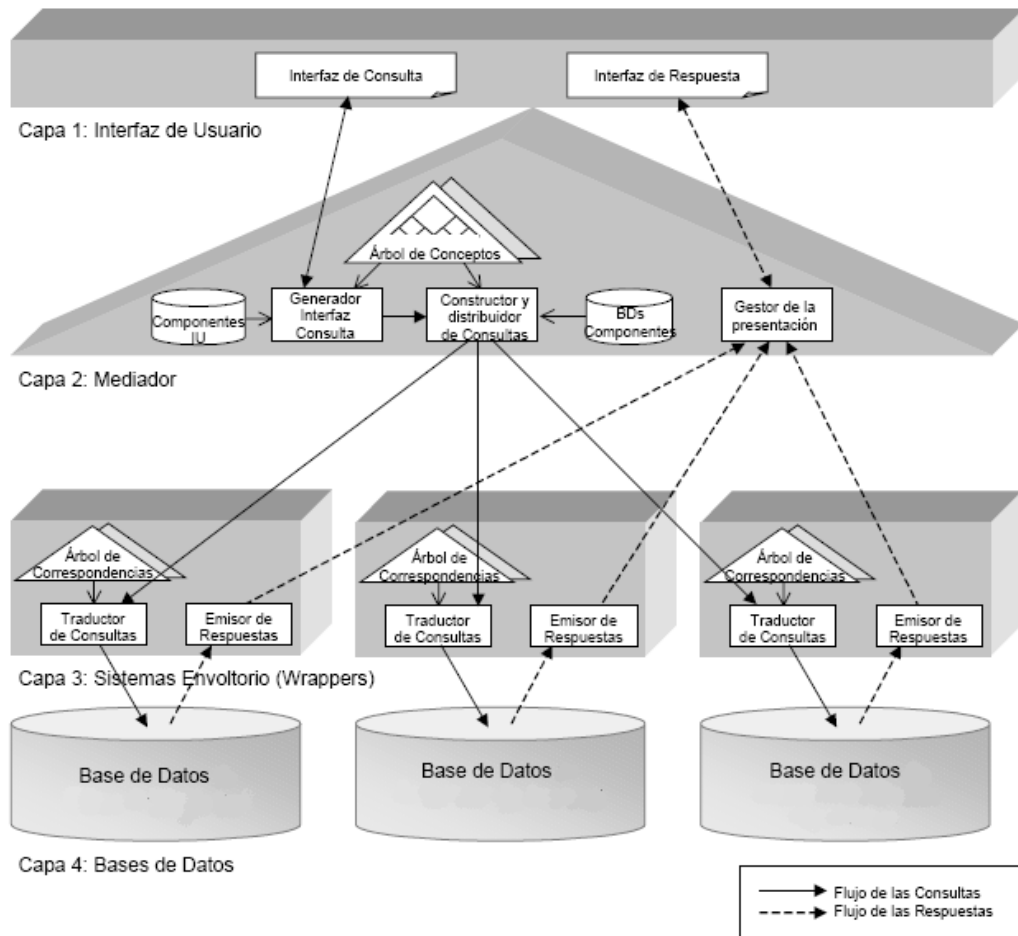 Interfaz de Consulta
Interfaz de Respuesta
Capa 1: Interfaz de Usuario
Árbol de Conceptos
Componentes
IU
Generador
Interfaz
Consulta
Constructor y
distribuidor
de Consultas
BDs
Componentes
Gestor de la
presentación
Capa 2: Mediador
Árbol de
Correspondencias
Traductor
de Consultas
Emisor de
Respuestas
Árbol de
Correspondencias
Traductor
de Consultas
Emisor de
Respuestas
Árbol de
Correspondencias
Traductor
de Consultas
Emisor de
Respuestas
Capa 3: Sistemas Envoltorio (Wrappers)
Base de Datos
Base de Datos
Base de Datos
Capa 4: Bases de Datos
Flujo de las Consultas
Flujo de las Respuestas